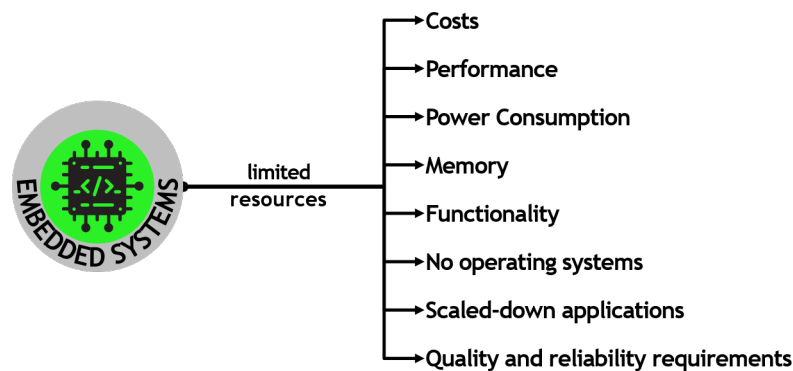 EMBEDDED SYSTEMS
</>
limited
resources
Costs
Performance
Power Consumption
Memory
Functionality
No operating systems
Scaled-down applications
Quality and reliability requirements